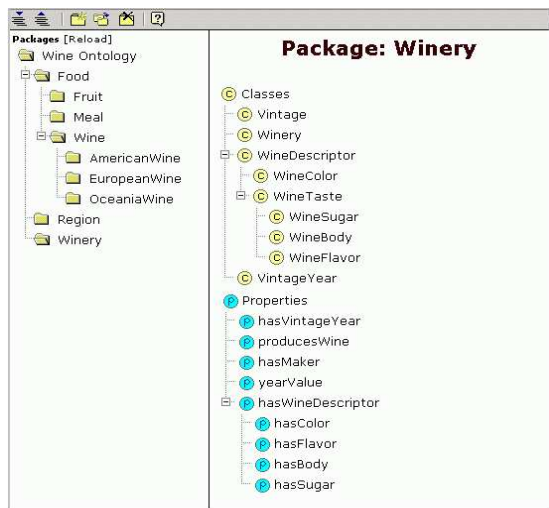 Packages [Reload]
Wine Ontology
Food
Fruit
Meal
Wine
AmericanWine
EuropeanWine
OceaniaWine
Region
Winery
Package: Winery
C Classes
C Vintage
C Winery
C WineDescriptor
C WineColor
C WineTaste
C WineSugar
C WineBody
C WineFlavor
C VintageYear
P Properties
P hasVintageYear
P producesWine
P hasMaker
P yearValue
P hasWineDescriptor
P hasColor
P hasFlavor
P hasBody
P hasSugar